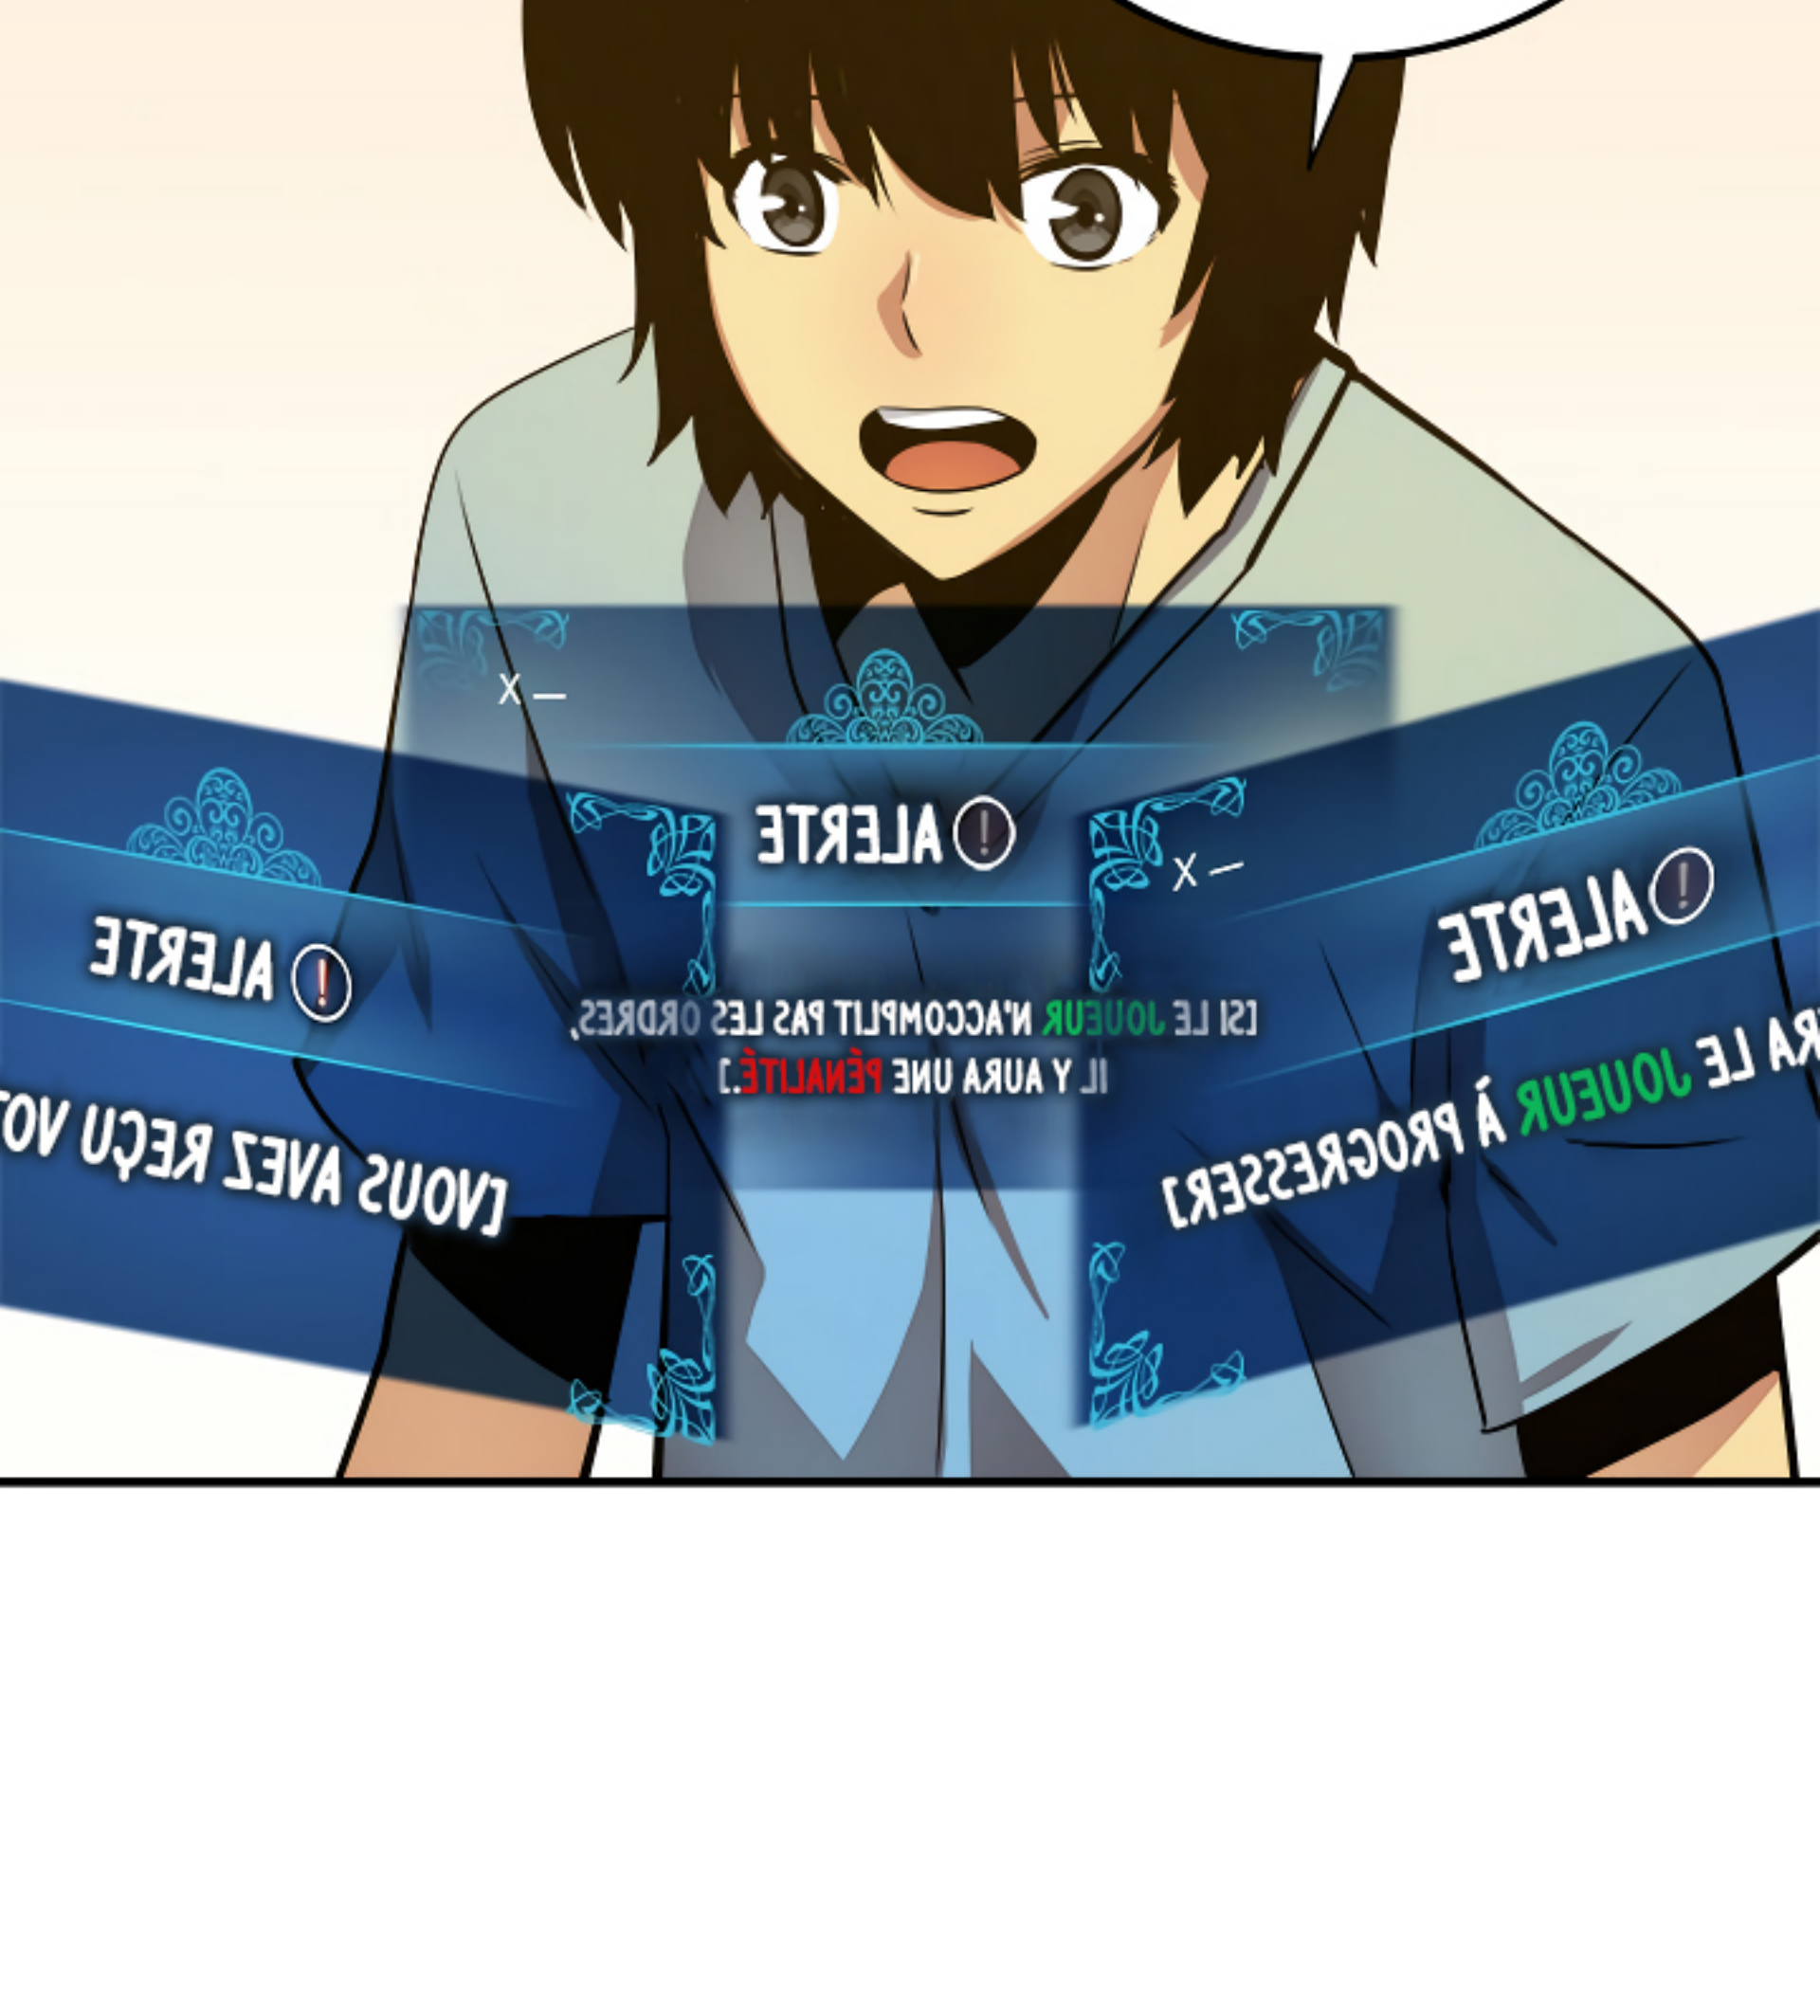 ALERTE
[SI LE JOUEUR N'ACCOMPLIT PAS LES ORDRES,
IL Y AURA UNE PÉNALITÉ.]
ALERTE
[VOUS AVEZ REÇU
ALERTE
LE JOUEUR À PROGRESSER]